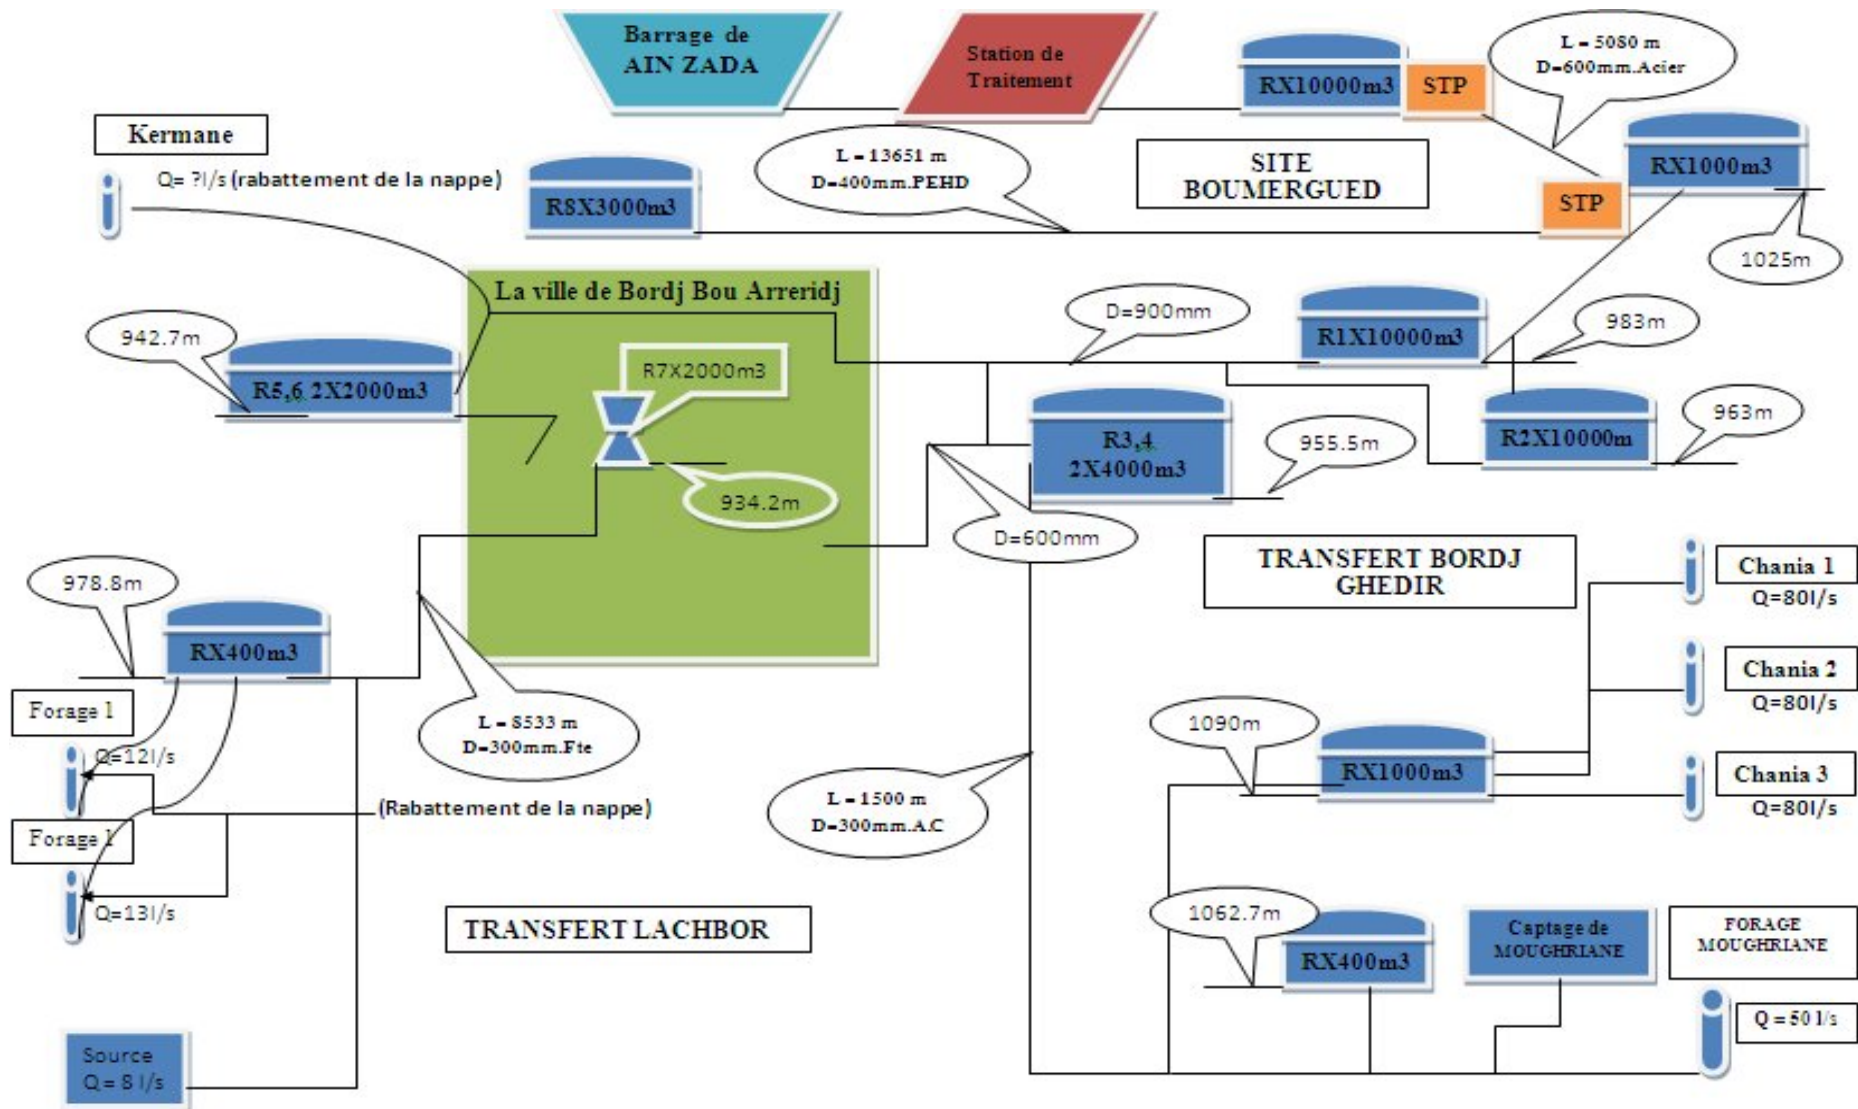 Barrage de
AIN ZADA
Station de
Traitement
RX10000m3
STP
L = 5080 m
D=600mm.Acier
Kermane
Q= ?l/s (rabattement de la nappe)
R8X3000m3
L = 13651 m
D=400mm.PEHD
SITE
BOUMERGUED
RX1000m3
STP
1025m
La ville de Bordj Bou Arreridj
942.7m
R5,6 2X2000m3
R7X2000m3
934.2m
D=900mm
R1X10000m3
983m
R3,4
2X4000m3
955.5m
R2X10000m
963m
D=600mm
978.8m
RX400m3
TRANSFERT BORDJ
GHEDIR
Chania 1
Q=80l/s
Chania 2
Q=80l/s
Chania 3
Q=80l/s
Forage 1
Q=12l/s
L = 8533 m
D=300mm.Fte
1090m
RX1000m3
(Rabattement de la nappe)
L = 1500 m
D=300mm.A.C
Forage 1
Q=13l/s
TRANSFERT LACHBOR
1062.7m
RX400m3
Captage de
MOUGHRIANE
FORAGE
MOUGHRIANE
Q = 50 l/s
Source
Q = 8 l/s